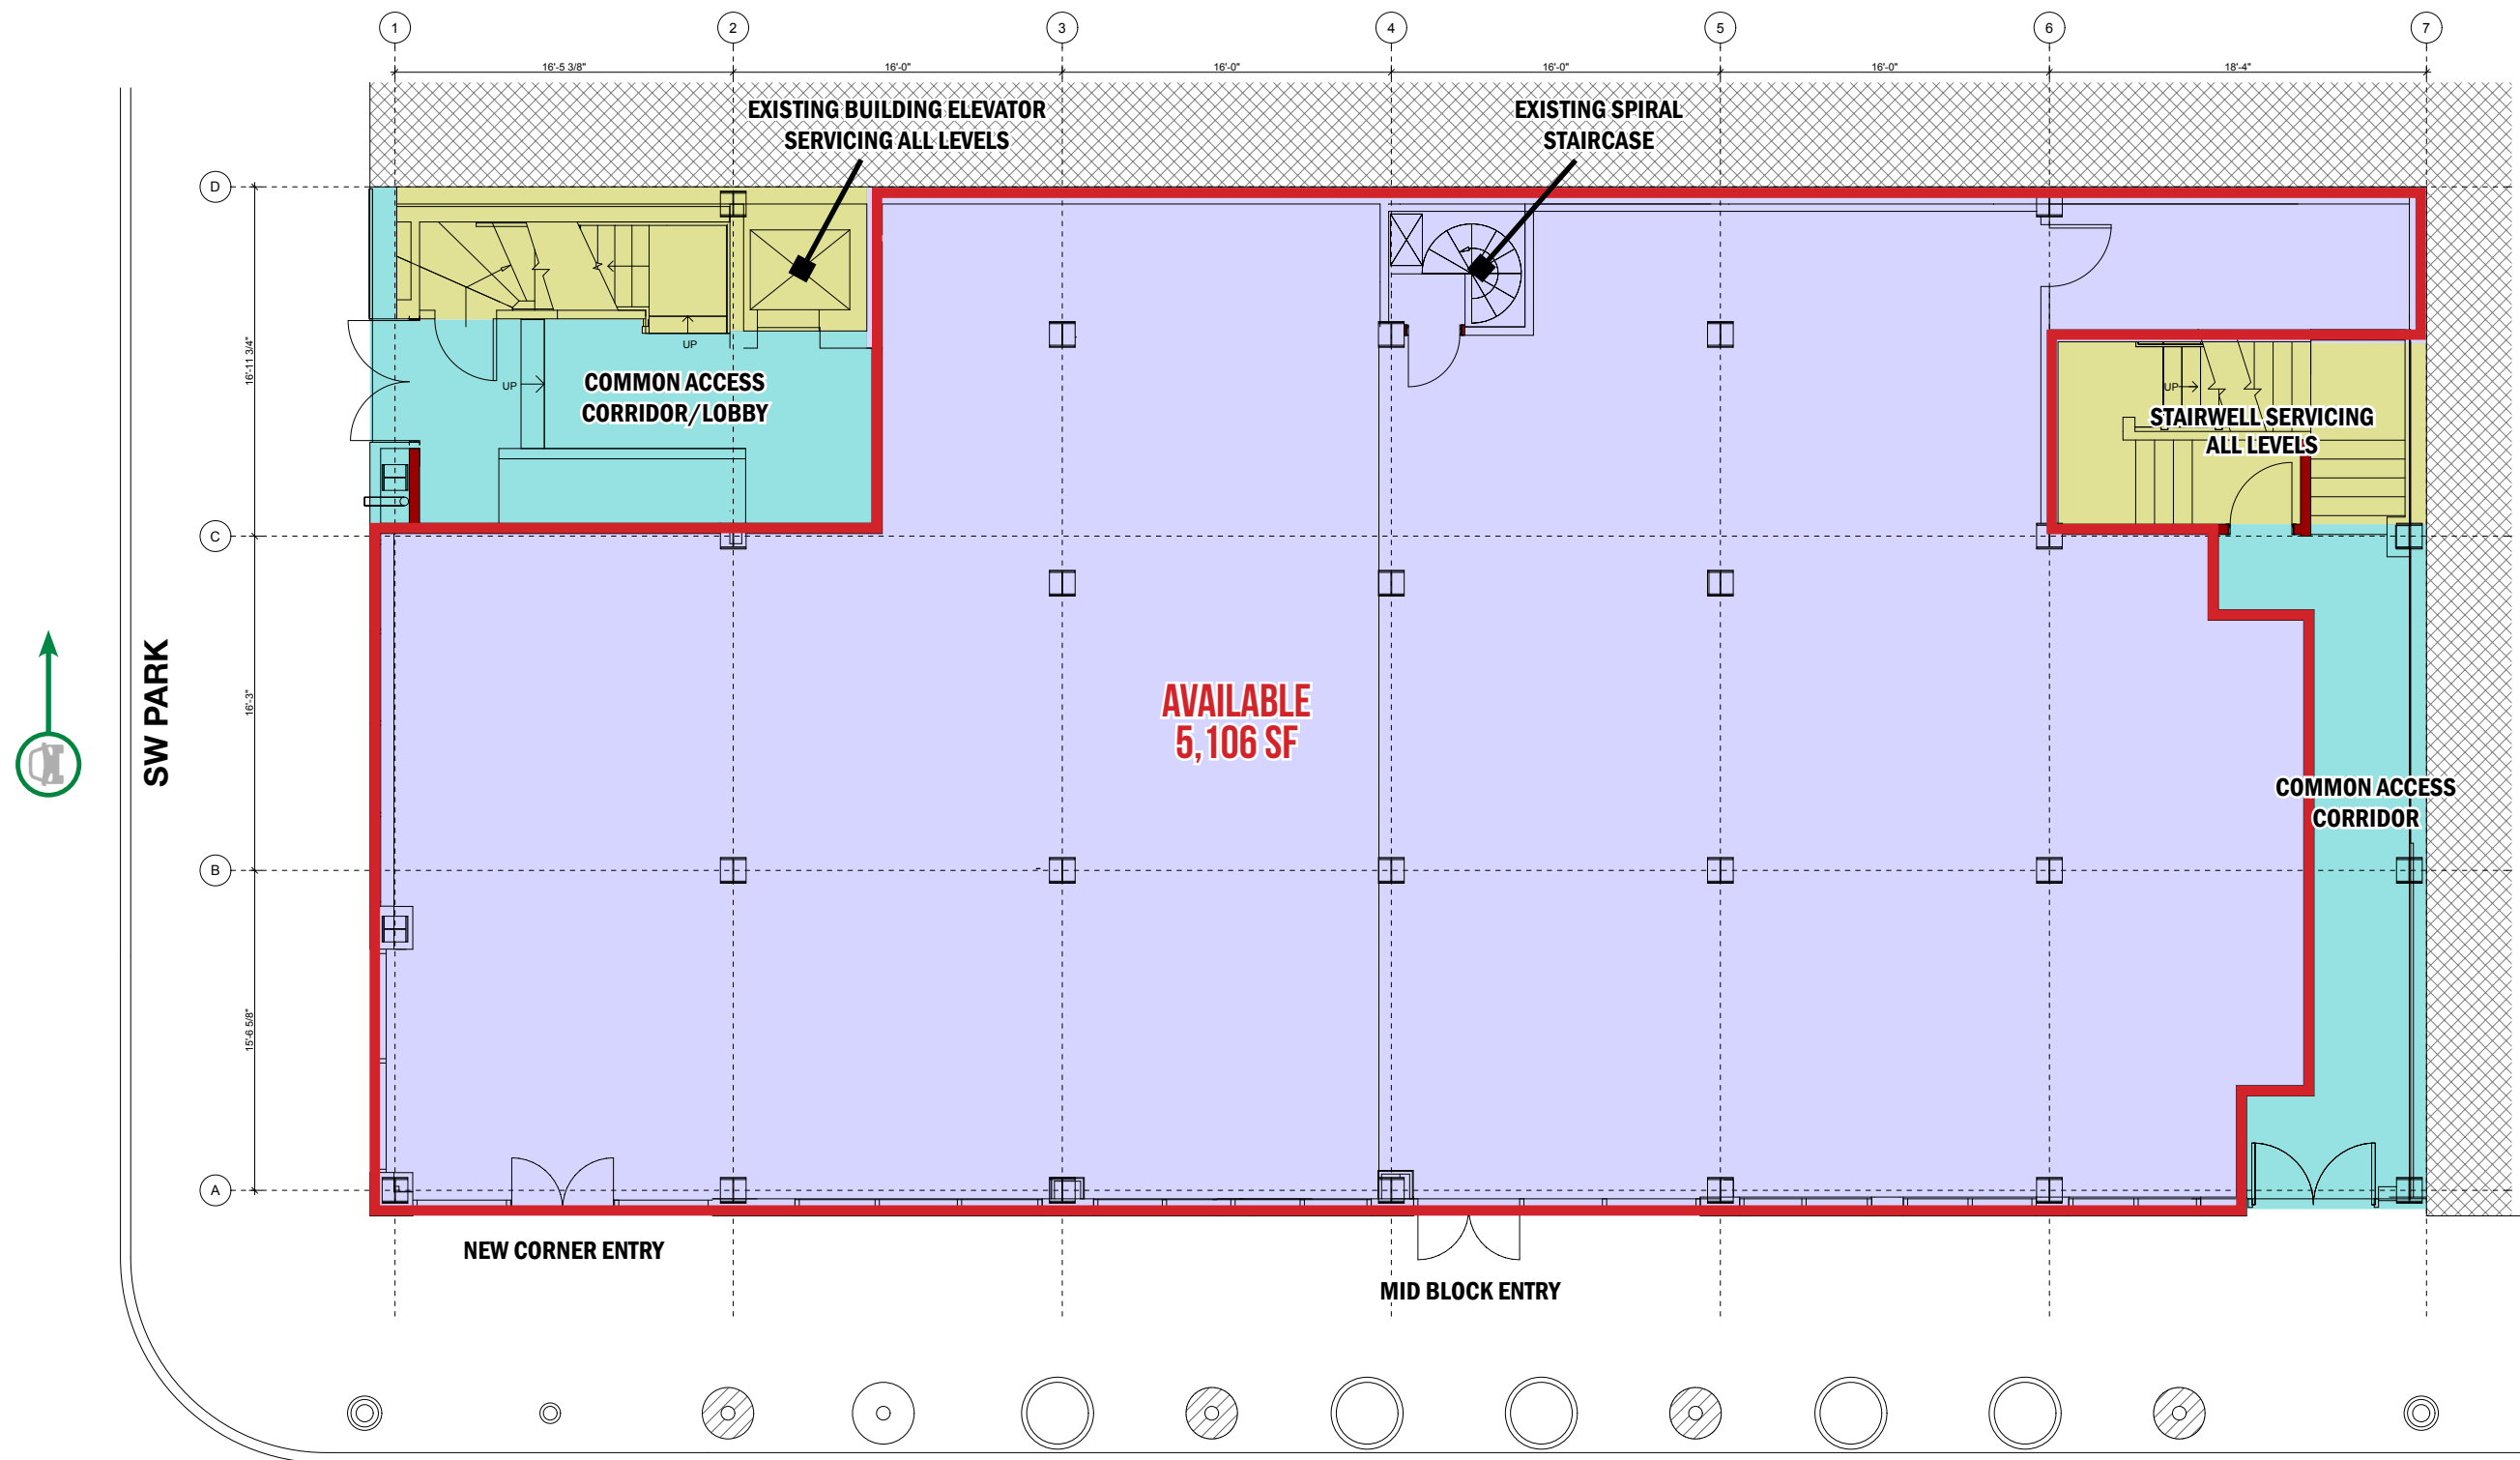 1
2
3
4
5
6
7
16'-5 3/8"
16'-0"
16'-0"
16'-0"
16'-0"
18'-4"
EXISTING BUILDING ELEVATOR
SERVICING ALL LEVELS
EXISTING SPIRAL
STAIRCASE
D
16'-11 3/4"
UP
UP
COMMON ACCESS
CORRIDOR/LOBBY
UP
STAIRWELL SERVICING
ALL LEVELS
C
SW PARK
16'-3"
AVAILABLE
5,106 SF
COMMON ACCESS
CORRIDOR
B
15'-6 5/8"
A
NEW CORNER ENTRY
MID BLOCK ENTRY